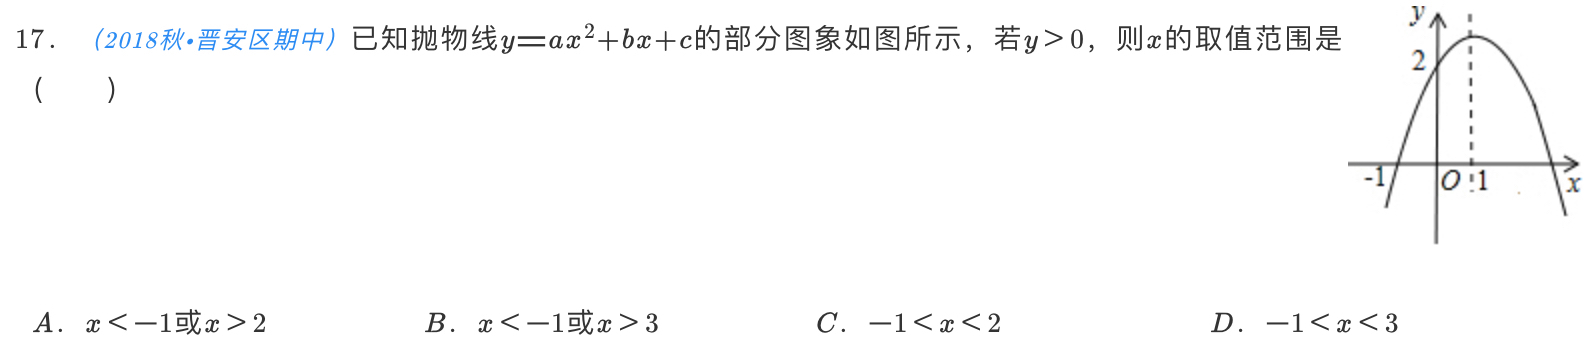 17. （2018秋•晋安区期中）已知抛物线y=ax²+bx+c的部分图象如图所示，若y>0，则x的取值范围是
（　　）
y
2
-1 O 1 x
A. x<−1或x>2 B. x<−1或x>3 C. −1<x<2 D. −1<x<3